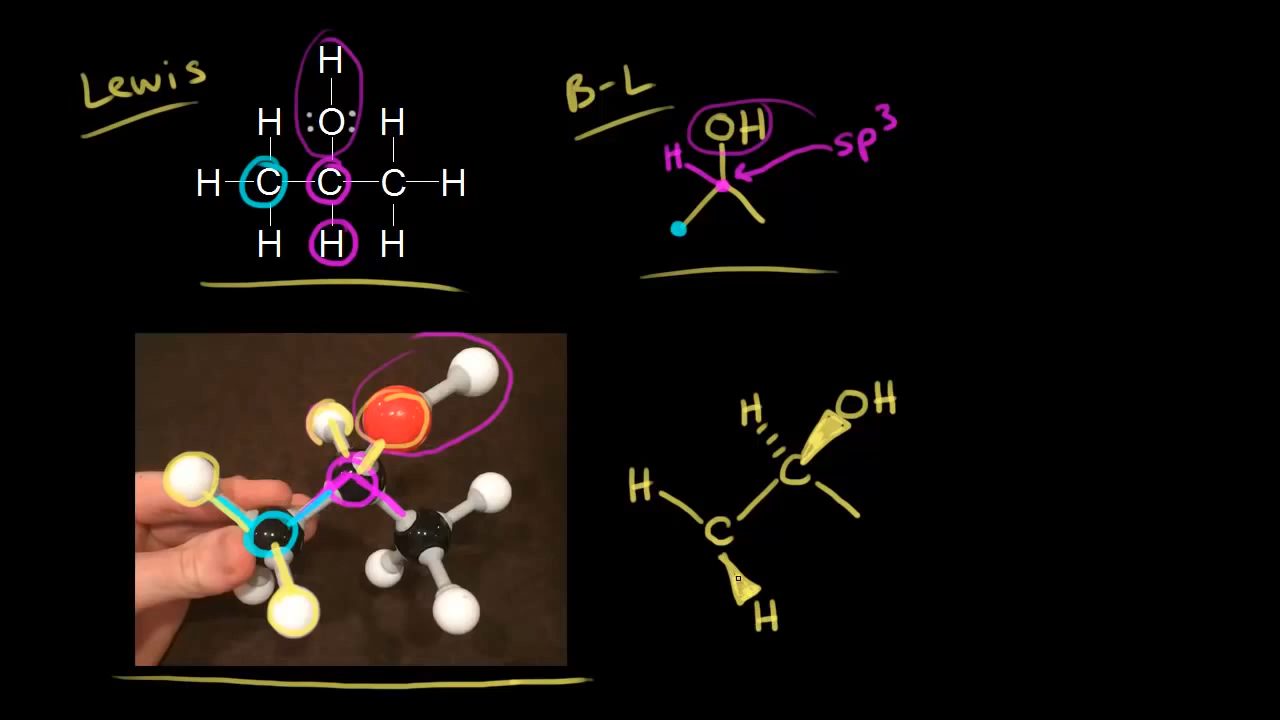 Lewis
H
H :O: H
H C C C H
H H H
B-L
OH
H
sp³
H OH
C
H
C
H